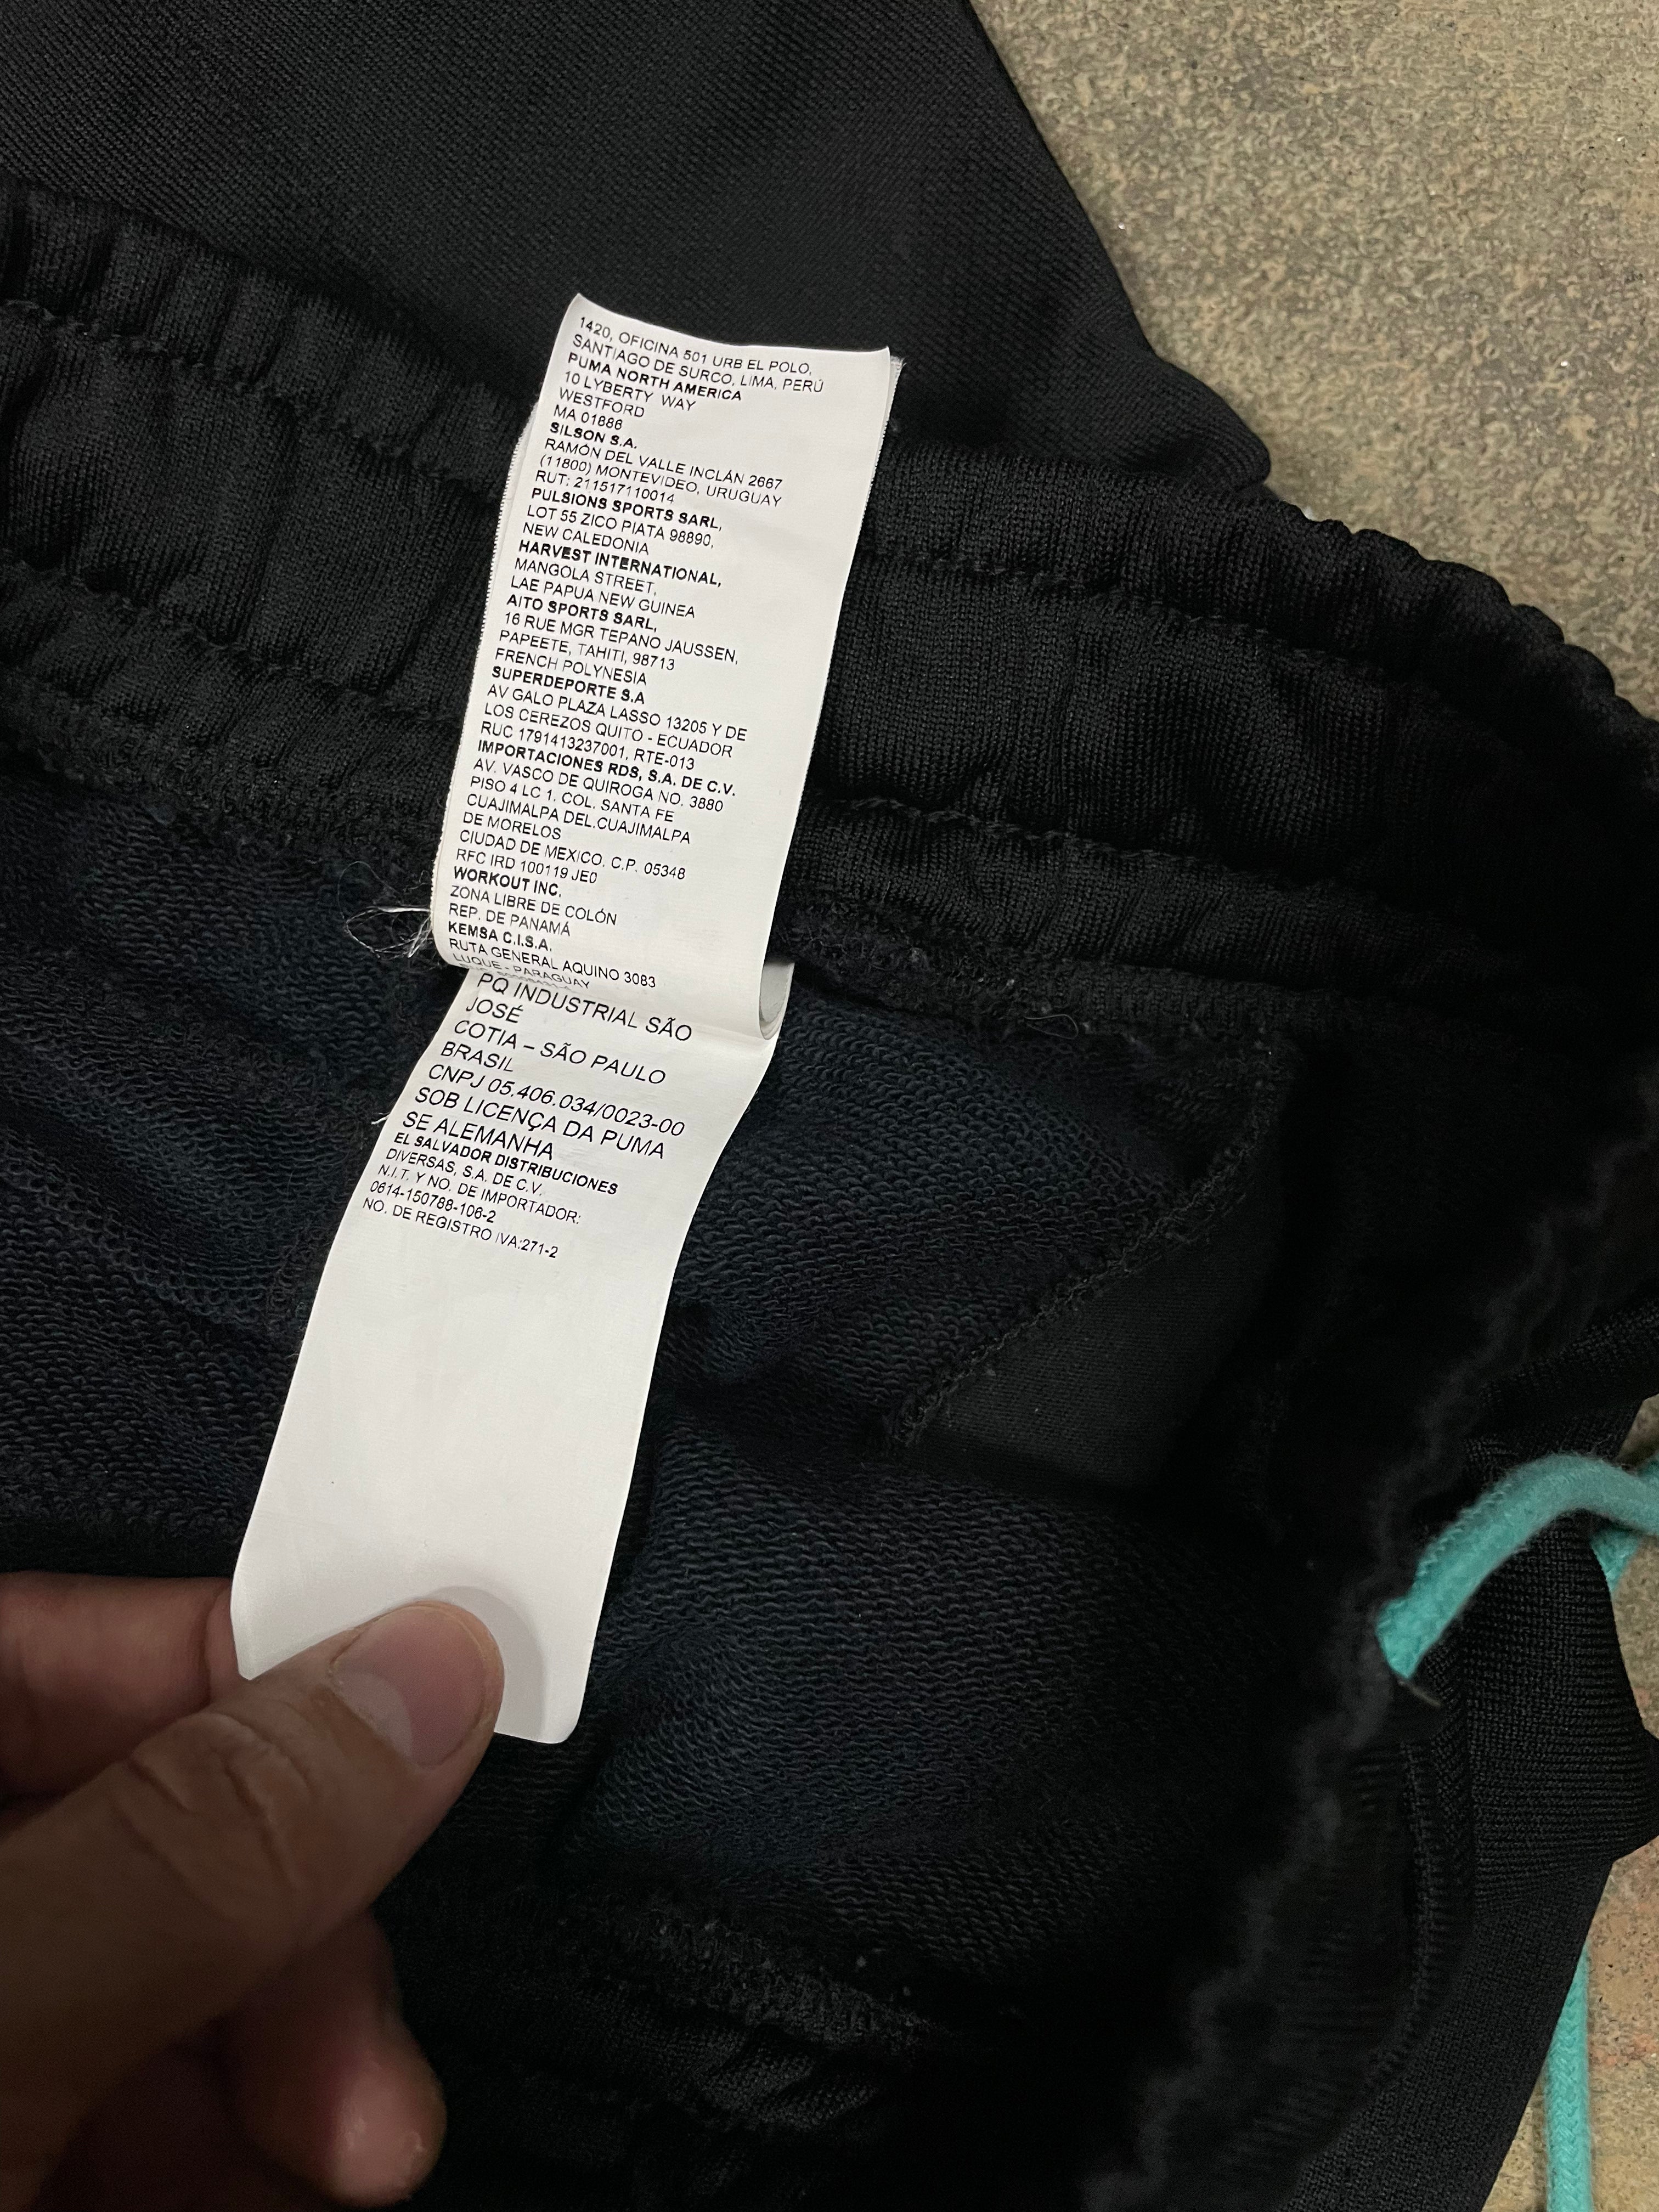 1420, OFICINA 501 URB EL POLO,
SANTIAGO DE SURCO, LIMA, PERÚ
PUMA NORTH AMERICA
10 LYBERTY WAY
WESTFORD
MA 01886
SILSON S.A.
RAMÓN DEL VALLE INCLÁN 2667
(11800) MONTEVIDEO, URUGUAY
RUT: 211517110014
PULSIONS SPORTS SARL,
LOT 55 ZICO PIATA 98890,
NEW CALEDONIA
HARVEST INTERNATIONAL,
MANGOLA STREET,
LAE PAPUA NEW GUINEA
AITO SPORTS SARL,
16 RUE MGR TEPANO JAUSSEN,
PAPEETE, TAHITI, 98713
FRENCH POLYNESIA
SUPERDEPORTE S.A
AV GALO PLAZA LASSO 13205 Y DE
LOS CEREZOS QUITO - ECUADOR
RUC 1791413237001, RTE-013
IMPORTACIONES RDS, S.A. DE C.V.
AV. VASCO DE QUIROGA NO. 3880
PISO 4 LC 1. COL. SANTA FE
CUAJIMALPA DEL.CUAJIMALPA
DE MORELOS
CIUDAD DE MEXICO, C.P. 05348
RFC IRD 100119 JE0
WORKOUT INC.
ZONA LIBRE DE COLÓN
REP. DE PANAMÁ
KEMSA C.I.S.A.
RUTA GENERAL AQUINO 3083
LUQUE - PARAGUAY
PQ INDUSTRIAL SÃO
JOSÉ
COTIA – SÃO PAULO
BRASIL
CNPJ 05.406.034/0023-00
SOB LICENÇA DA PUMA
SE ALEMANHA
EL SALVADOR DISTRIBUCIONES
DIVERSAS, S.A. DE C.V.
N.I.T. Y NO. DE IMPORTADOR:
0614-150788-106-2
NO. DE REGISTRO IVA:271-2